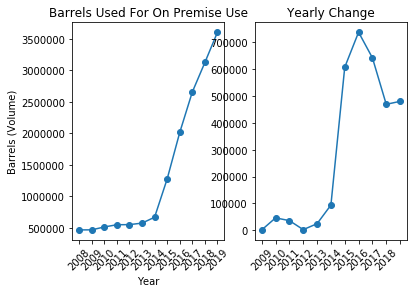 Barrels Used For On Premise Use
Barrels (Volume)
3500000
3000000
2500000
2000000
1500000
1000000
500000
2008 2009 2010 2011 2012 2013 2014 2015 2016 2017 2018 2019
Year
Yearly Change
700000
600000
500000
400000
300000
200000
100000
0
2009 2010 2011 2012 2013 2014 2015 2016 2017 2018